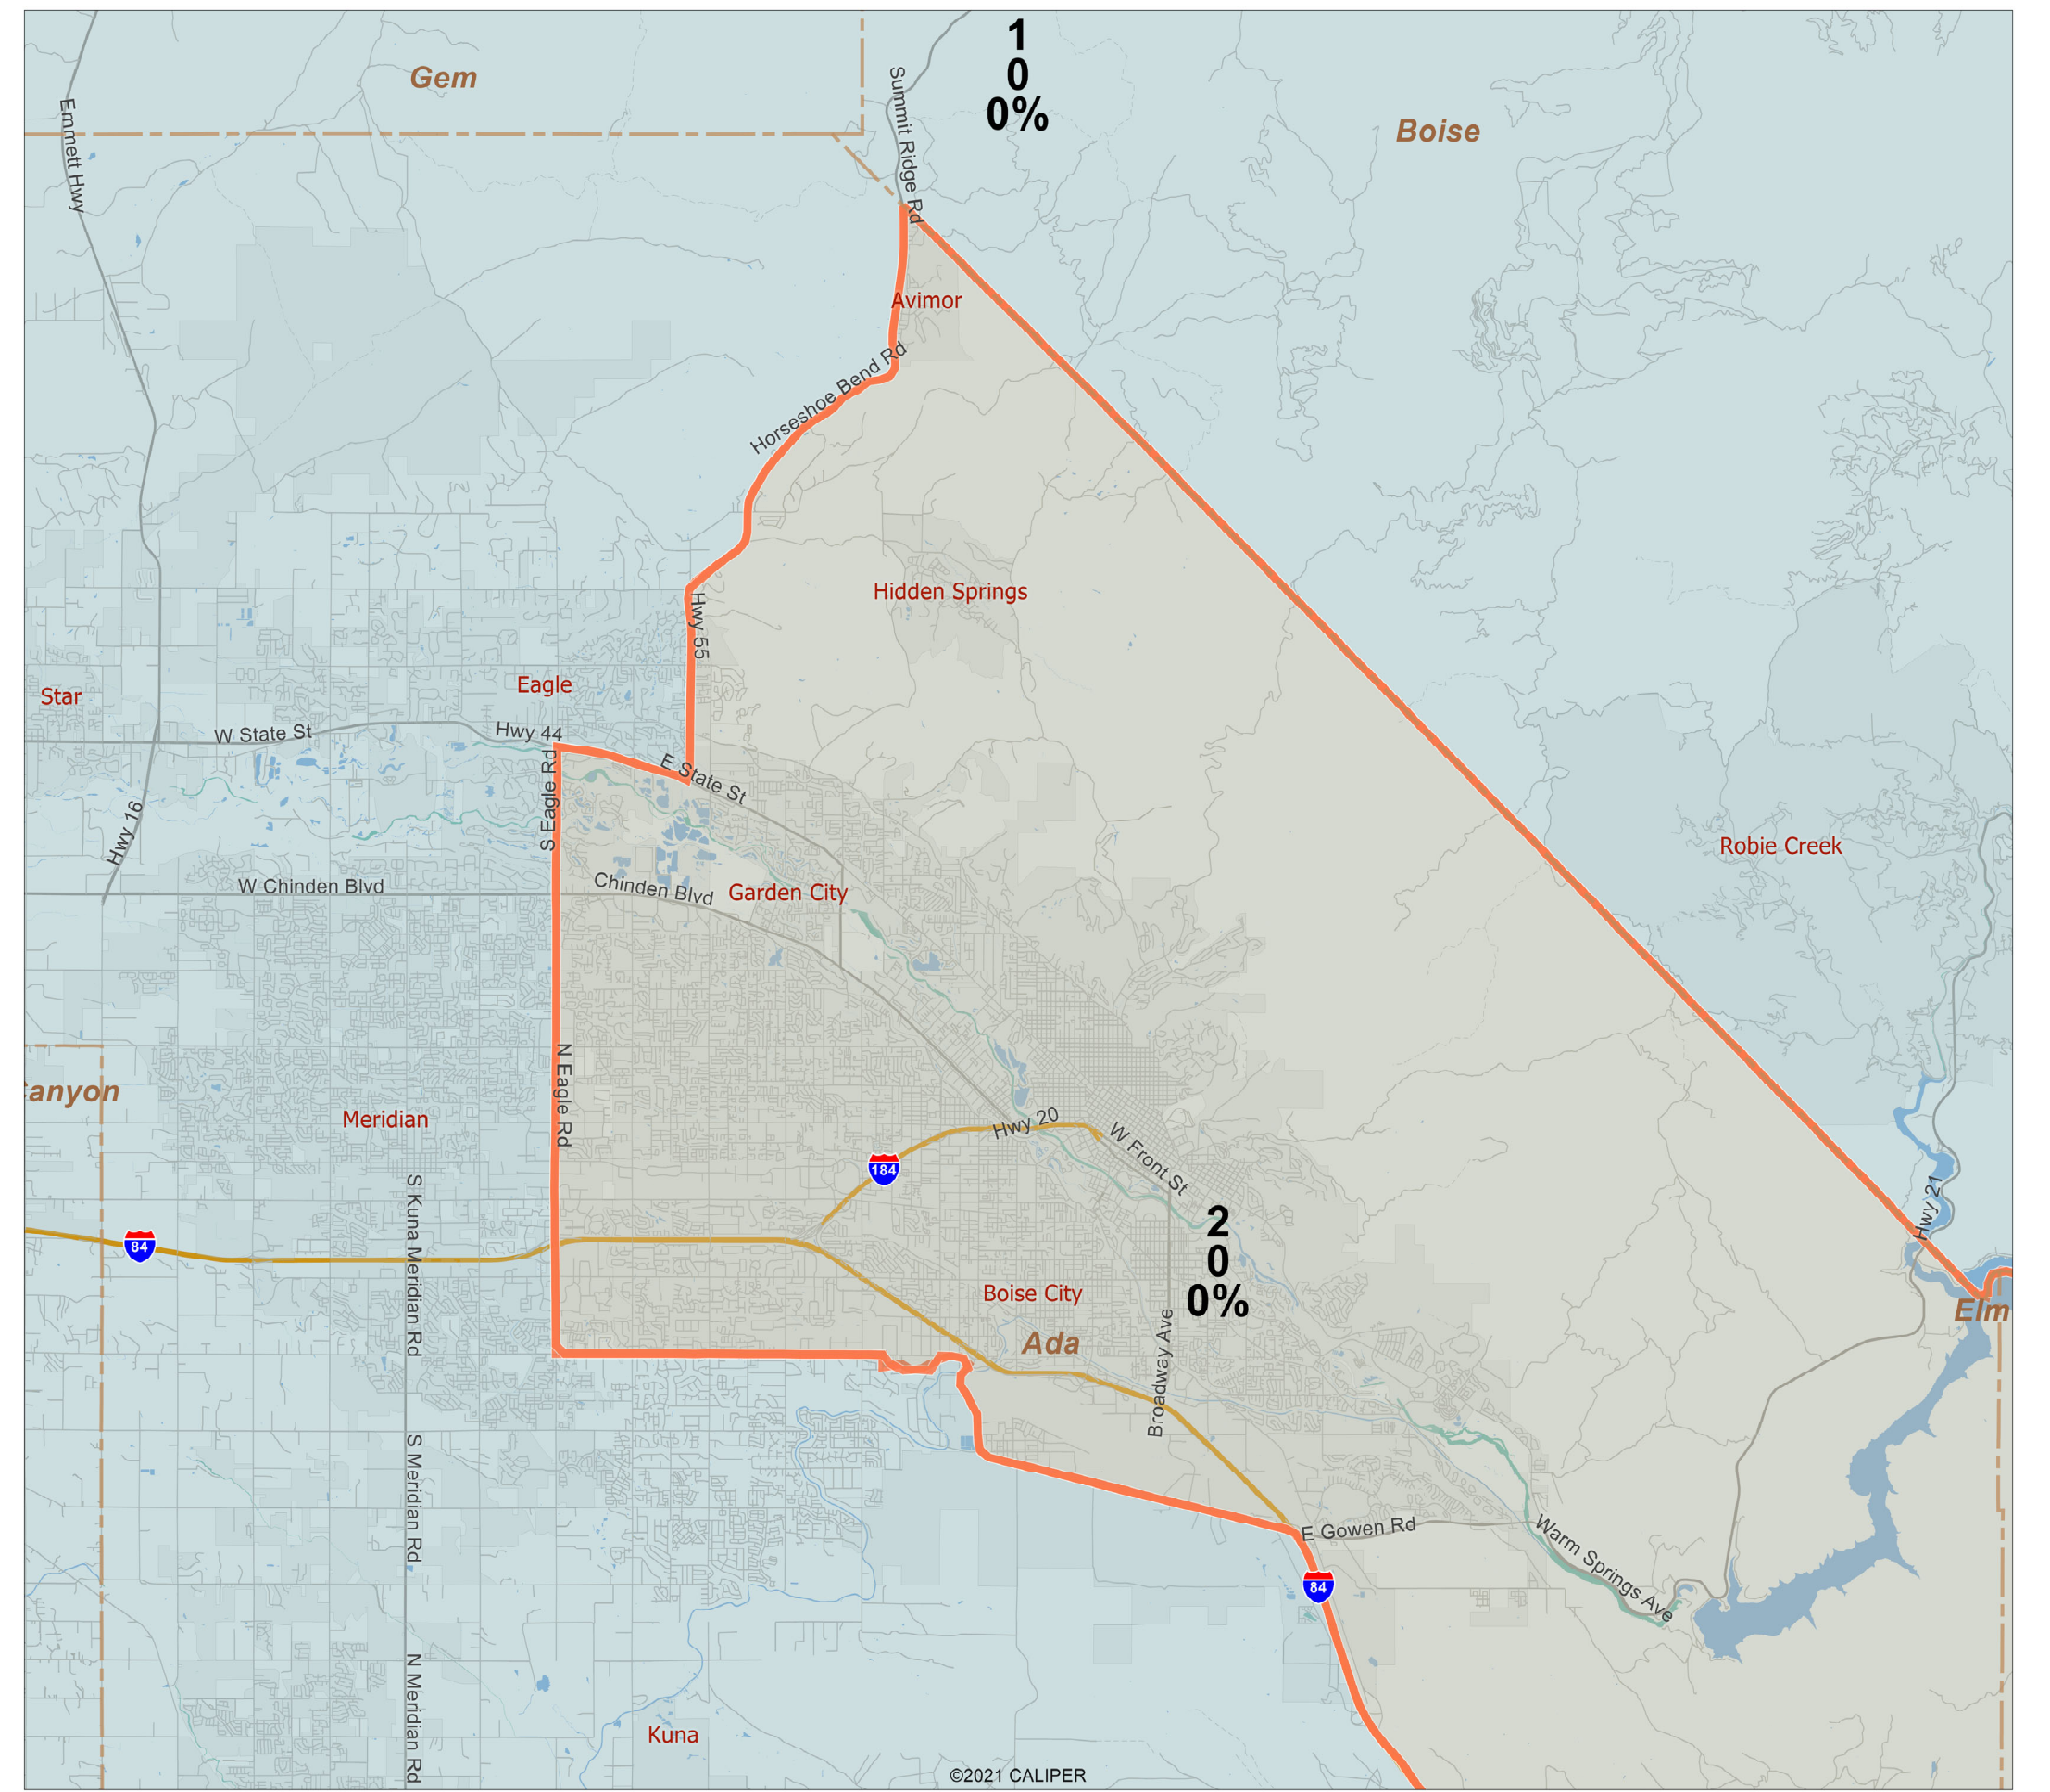 1
0
0%
Gem
Boise
Emmett Hwy
Summit Ridge Rd
Avimor
Horseshoe Bend Rd
Hidden Springs
Hwy 55
Star
Eagle
W State St
Hwy 44
E State St
S Eagle Rd
Hwy 16
Robie Creek
W Chinden Blvd
Chinden Blvd
Garden City
anyon
Meridian
N Eagle Rd
Hwy 20
W Front St
184
Hwy 21
S Kuna Meridian Rd
84
2
0
0%
Boise City
Elm
Ada
Broadway Ave
S Meridian Rd
E Gowen Rd
Warm Springs Ave
84
N Meridian Rd
Kuna
©2021 CALIPER